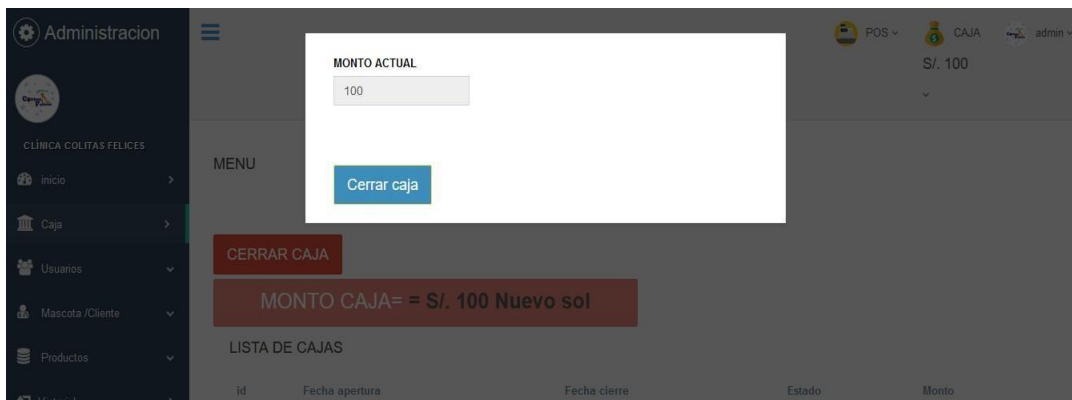 Administracion
POS
CAJA
admin
S/. 100
CLÍNICA COLITAS FELICES
inicio
Caja
Usuarios
Mascota /Cliente
Productos
MENU
MONTO ACTUAL
100
Cerrar caja
CERRAR CAJA
MONTO CAJA= = S/. 100 Nuevo sol
LISTA DE CAJAS
id Fecha apertura Fecha cierre Estado Monto